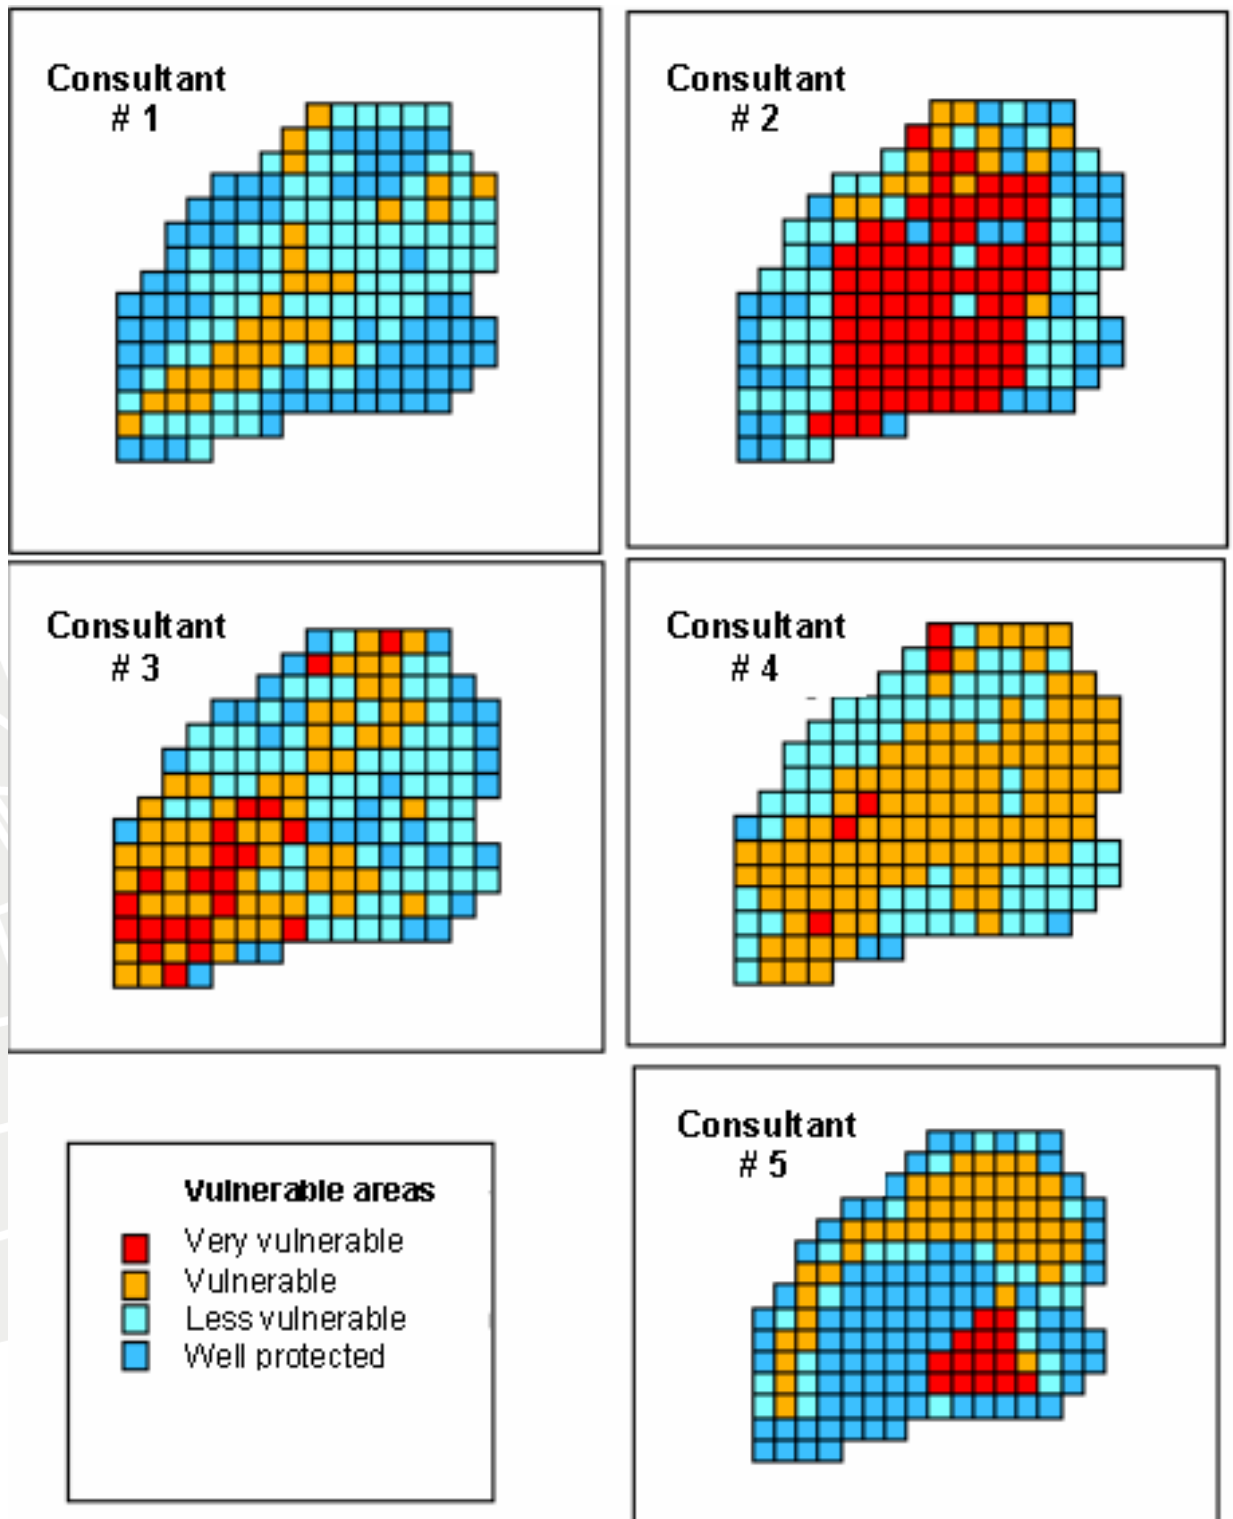 Consultant
# 1
Consultant
# 2
Consultant
# 3
Consultant
# 4
Vulnerable areas
Very vulnerable
Vulnerable
Less vulnerable
Well protected
Consultant
# 5